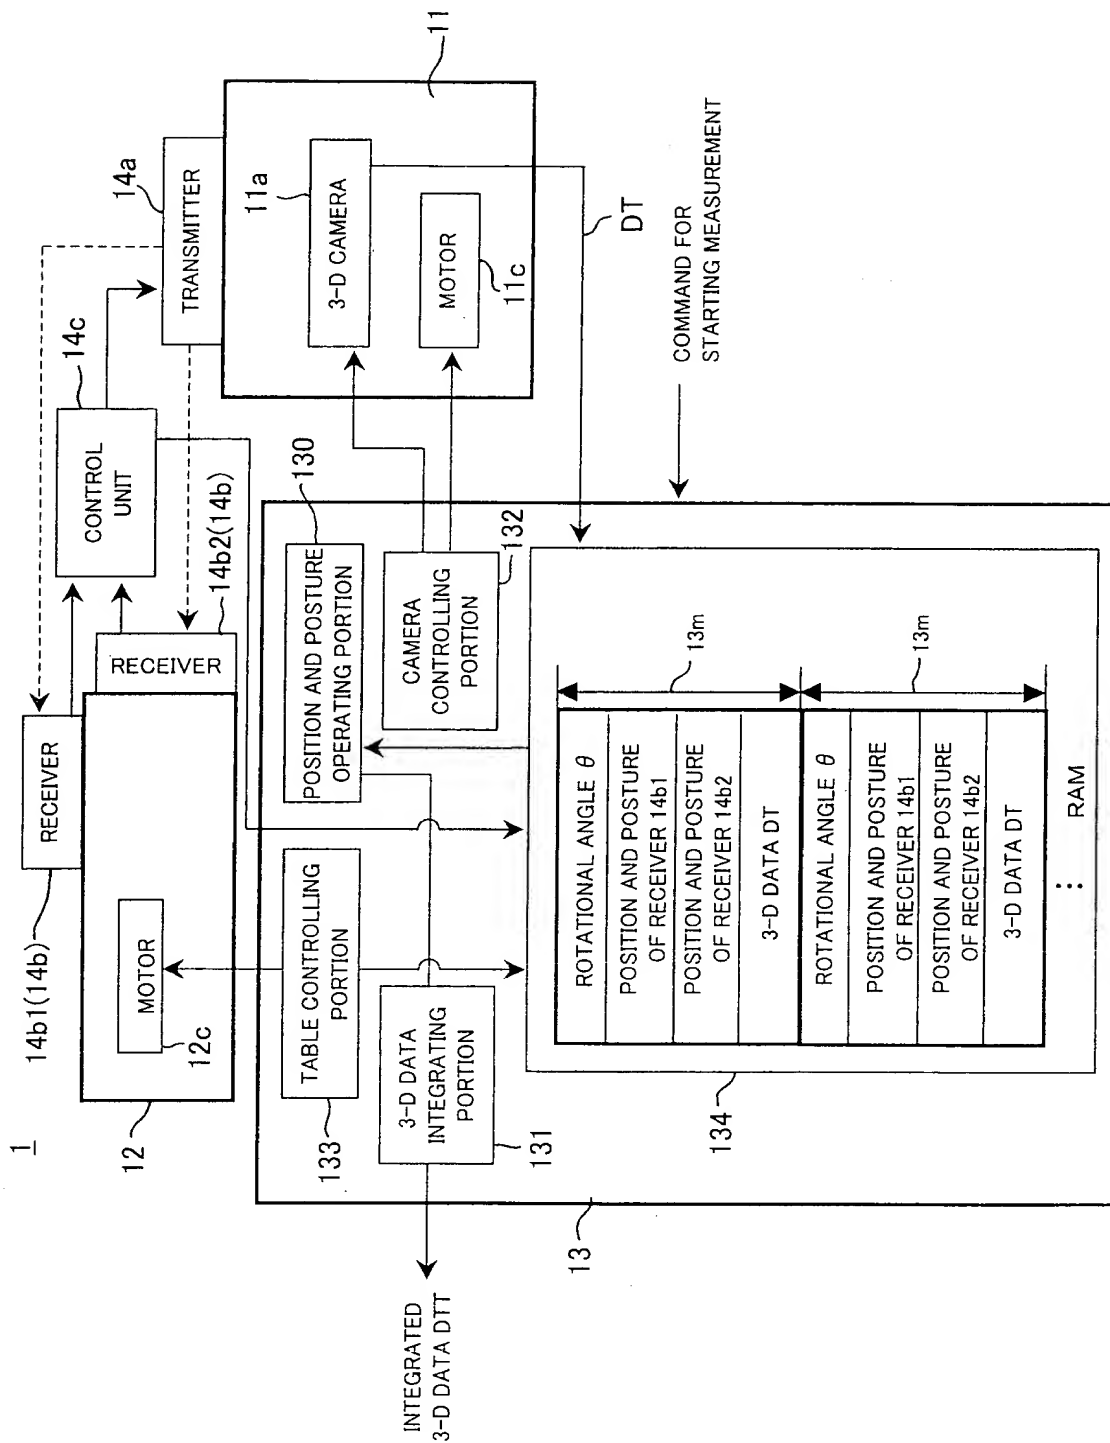 1
14b1(14b)
RECEIVER
14c
CONTROL
UNIT
14a
TRANSMITTER
11
12
MOTOR
12c
RECEIVER
14b2(14b)
11a
3-D CAMERA
MOTOR
11c
DT
133
TABLE CONTROLLING
PORTION
130
POSITION AND POSTURE
OPERATING PORTION
131
3-D DATA
INTEGRATING
PORTION
132
CAMERA
CONTROLLING
PORTION
COMMAND FOR
STARTING MEASUREMENT
INTEGRATED
3-D DATA DTT
13
134
ROTATIONAL ANGLE θ
POSITION AND POSTURE
OF RECEIVER 14b1
POSITION AND POSTURE
OF RECEIVER 14b2
3-D DATA DT
13m
ROTATIONAL ANGLE θ
POSITION AND POSTURE
OF RECEIVER 14b1
POSITION AND POSTURE
OF RECEIVER 14b2
3-D DATA DT
13m
...
RAM